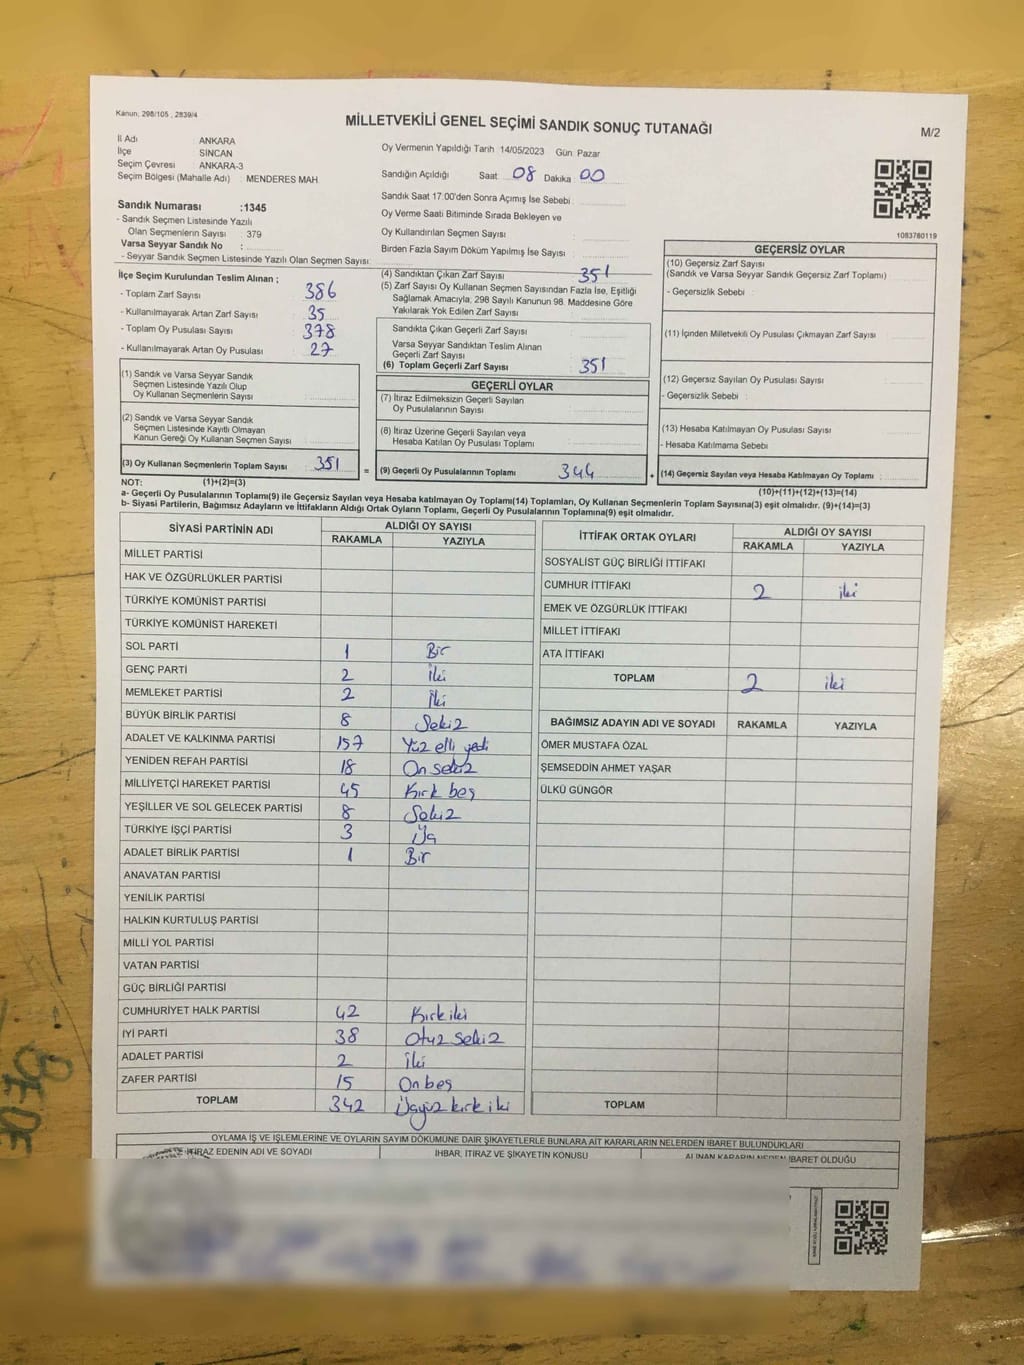 Kanun; 298/105 , 2839/4
MİLLETVEKİLİ GENEL SEÇİMİ SANDIK SONUÇ TUTANAĞI
M/2
İl Adı ANKARA
İlçe SİNCAN
Seçim Çevresi ANKARA-3
Seçim Bölgesi (Mahalle Adı) : MENDERES MAH.
Sandık Numarası :1345
- Sandık Seçmen Listesinde Yazılı
Olan Seçmenlerin Sayısı : 379
Varsa Seyyar Sandık No :
- Seyyar Sandık Seçmen Listesinde Yazılı Olan Seçmen Sayısı:
Oy Vermenin Yapıldığı Tarih 14/05/2023 Gün Pazar
Sandığın Açıldığı Saat 08 Dakika 00
Sandık Saat 17:00'den Sonra Açımış İse Sebebi
Oy Verme Saati Bitiminde Sırada Bekleyen ve
Oy Kullandırılan Seçmen Sayısı
Birden Fazla Sayım Döküm Yapılmış İse Sayısı
1083780119
İlçe Seçim Kurulundan Teslim Alınan ;
- Toplam Zarf Sayısı 386
- Kullanılmayarak Artan Zarf Sayısı 35
- Toplam Oy Pusulası Sayısı 378
- Kullanılmayarak Artan Oy Pusulası 27
(1) Sandık ve Varsa Seyyar Sandık
Seçmen Listesinde Yazılı Olup
Oy Kullanan Seçmenlerin Sayısı
(2) Sandık ve Varsa Seyyar Sandık
Seçmen Listesinde Kayıtlı Olmayan
Kanun Gereği Oy Kullanan Seçmen Sayısı
(3) Oy Kullanan Seçmenlerin Toplam Sayısı 351 =
(4) Sandıktan Çıkan Zarf Sayısı 351
(5) Zarf Sayısı Oy Kullanan Seçmen Sayısından Fazla İse, Eşitliği
Sağlamak Amacıyla, 298 Sayılı Kanunun 98. Maddesine Göre
Yakılarak Yok Edilen Zarf Sayısı
Sandıkta Çıkan Geçerli Zarf Sayısı
Varsa Seyyar Sandıktan Teslim Alınan
Geçerli Zarf Sayısı
(6) Toplam Geçerli Zarf Sayısı 351
GEÇERLİ OYLAR
(7) İtiraz Edilmeksizin Geçerli Sayılan
Oy Pusulalarının Sayısı
(8) İtiraz Üzerine Geçerli Sayılan veya
Hesaba Katılan Oy Pusulası Toplamı
(9) Geçerli Oy Pusulalarının Toplamı 344 +
GEÇERSİZ OYLAR
(10) Geçersiz Zarf Sayısı
(Sandık ve Varsa Seyyar Sandık Geçersiz Zarf Toplamı)
- Geçersizlik Sebebi :
(11) İçinden Milletvekili Oy Pusulası Çıkmayan Zarf Sayısı
(12) Geçersiz Sayılan Oy Pusulası Sayısı
- Geçersizlik Sebebi :
(13) Hesaba Katılmayan Oy Pusulası Sayısı
- Hesaba Katılmama Sebebi
(14) Geçersiz Sayılan veya Hesaba Katılmayan Oy Toplamı
NOT: (1)+(2)=(3)
(10)+(11)+(12)+(13)=(14)
a- Geçerli Oy Pusulalarının Toplamı(9) ile Geçersiz Sayılan veya Hesaba katılmayan Oy Toplamı(14) Toplamları, Oy Kullanan Seçmenlerin Toplam Sayısına(3) eşit olmalıdır. (9)+(14)=(3)
b- Siyasi Partilerin, Bağımsız Adayların ve İttifakların Aldığı Ortak Oyların Toplamı, Geçerli Oy Pusulalarının Toplamına(9) eşit olmalıdır.
SİYASİ PARTİNİN ADI ALDIĞI OY SAYISI
RAKAMLA YAZIYLA
MİLLET PARTİSİ
HAK VE ÖZGÜRLÜKLER PARTİSİ
TÜRKİYE KOMÜNİST PARTİSİ
TÜRKİYE KOMÜNİST HAREKETİ
SOL PARTİ 1 Bir
GENÇ PARTİ 2 İki
MEMLEKET PARTİSİ 2 İki
BÜYÜK BİRLİK PARTİSİ 8 Sekiz
ADALET VE KALKINMA PARTİSİ 157 Yüz elli yedi
YENİDEN REFAH PARTİSİ 18 On sekiz
MİLLİYETÇİ HAREKET PARTİSİ 45 Kırk beş
YEŞİLLER VE SOL GELECEK PARTİSİ 8 Sekiz
TÜRKİYE İŞÇİ PARTİSİ 3 Üç
ADALET BİRLİK PARTİSİ 1 Bir
ANAVATAN PARTİSİ
YENİLİK PARTİSİ
HALKIN KURTULUŞ PARTİSİ
MİLLİ YOL PARTİSİ
VATAN PARTİSİ
GÜÇ BİRLİĞİ PARTİSİ
CUMHURİYET HALK PARTİSİ 42 Kırk iki
İYİ PARTİ 38 Otuz sekiz
ADALET PARTİSİ 2 İki
ZAFER PARTİSİ 15 On beş
TOPLAM 342 Üçyüz kırk iki
İTTİFAK ORTAK OYLARI ALDIĞI OY SAYISI
RAKAMLA YAZIYLA
SOSYALİST GÜÇ BİRLİĞİ İTTİFAKI
CUMHUR İTTİFAKI 2 iki
EMEK VE ÖZGÜRLÜK İTTİFAKI
MİLLET İTTİFAKI
ATA İTTİFAKI
TOPLAM 2 iki
BAĞIMSIZ ADAYIN ADI VE SOYADI RAKAMLA YAZIYLA
ÖMER MUSTAFA ÖZAL
ŞEMSEDDİN AHMET YAŞAR
ÜLKÜ GÜNGÖR
TOPLAM
OYLAMA İŞ VE İŞLEMLERİNE VE OYLARIN SAYIM DÖKÜMÜNE DAİR ŞİKAYETLERLE BUNLARA AİT KARARLARIN NELERDEN İBARET BULUNDUKLARI
İTİRAZ EDENİN ADI VE SOYADI İHBAR, İTİRAZ VE ŞİKAYETİN KONUSU ALINAN KARARIN NEDEN İBARET OLDUĞU